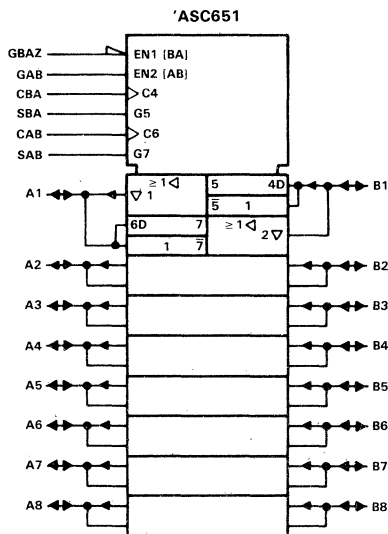 'ASC651
GBAZ EN1 [BA]
GAB EN2 (AB)
CBA C4
SBA G5
CAB C6
SAB G7
A1 ≥1 1 5 4D B1
5̅ 1
6D 7 ≥1 2
1 7̅
A2 B2
A3 B3
A4 B4
A5 B5
A6 B6
A7 B7
A8 B8